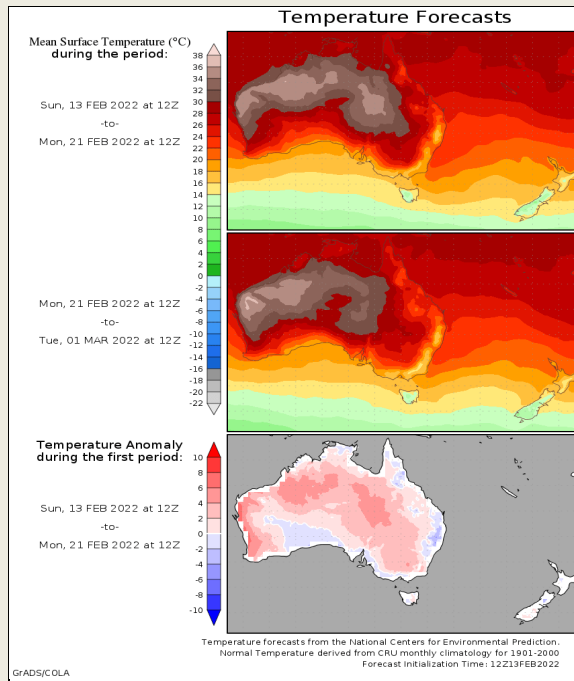 Temperature Forecasts
Mean Surface Temperature (°C)
during the period:
Sun, 13 FEB 2022 at 12Z
-to-
Mon, 21 FEB 2022 at 12Z
38
36
34
32
30
28
26
24
22
20
18
16
14
12
10
8
6
4
2
0
-2
-4
-6
-8
-10
-12
-14
-16
-18
-20
-22
Mon, 21 FEB 2022 at 12Z
-to-
Tue, 01 MAR 2022 at 12Z
Temperature Anomaly
during the first period:
Sun, 13 FEB 2022 at 12Z
-to-
Mon, 21 FEB 2022 at 12Z
10
8
6
4
2
0
-2
-4
-6
-8
-10
Temperature forecasts from the National Centers for Environmental Prediction.
Normal Temperature derived from CRU monthly climatology for 1901-2000
Forecast Initialization Time: 12Z13FEB2022
GrADS/COLA